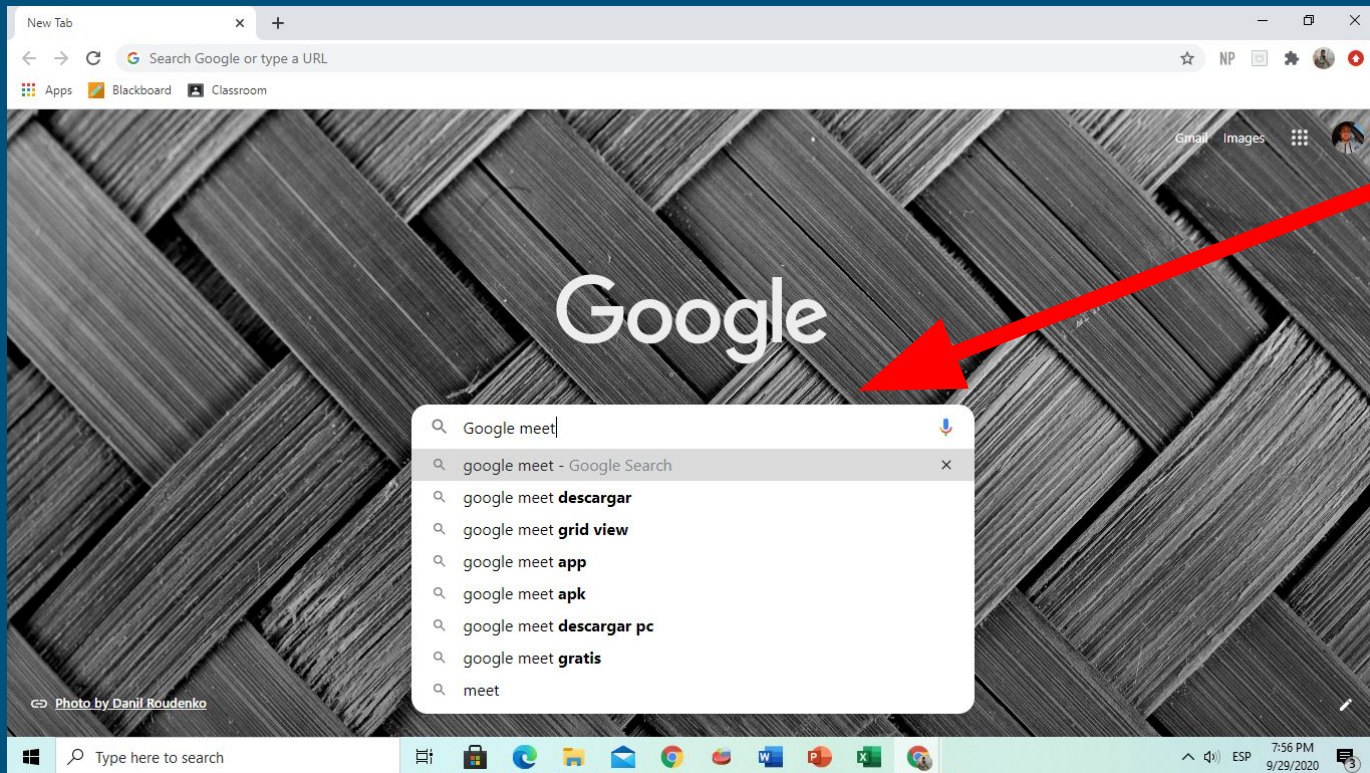 New Tab
Search Google or type a URL
NP
Apps Blackboard Classroom
Gmail Images
Google
Google meet
google meet - Google Search
google meet descargar
google meet grid view
google meet app
google meet apk
google meet descargar pc
google meet gratis
meet
Photo by Danil Roudenko
Type here to search
ESP
7:56 PM
9/29/2020
3